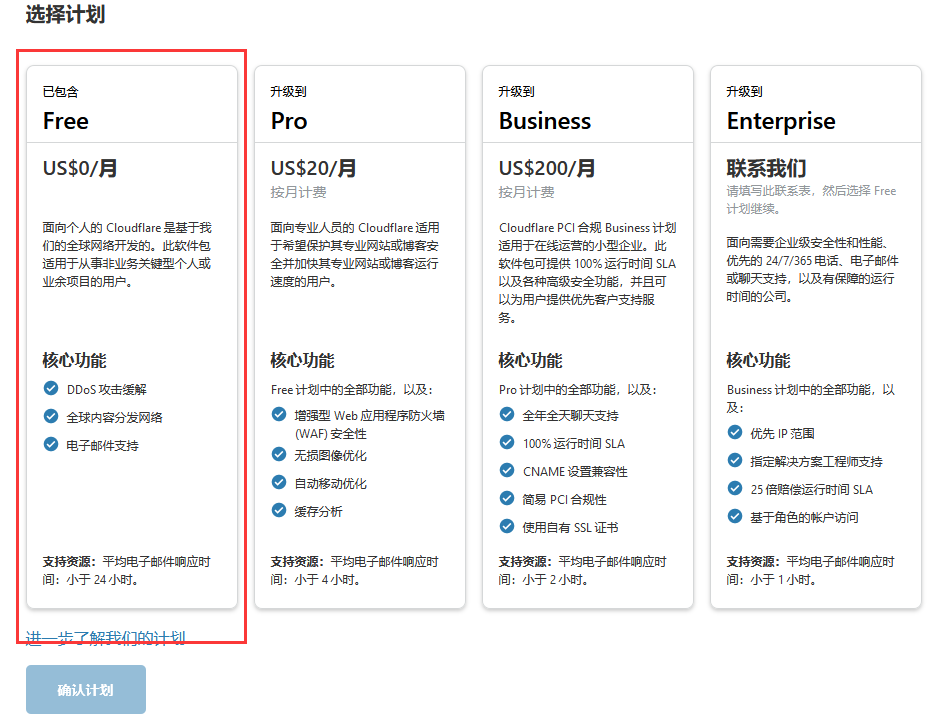 选择计划
已包含
Free
US$0/月
面向个人的 Cloudflare 是基于我
们的全球网络开发的。此软件包
适用于从事非业务关键型个人或
业余项目的用户。
核心功能
DDoS 攻击缓解
全球内容分发网络
电子邮件支持
支持资源：平均电子邮件响应时
间：小于 24 小时。
升级到
Pro
US$20/月
按月计费
面向专业人员的 Cloudflare 适用
于希望保护其专业网站或博客安
全并加快其专业网站或博客运行
速度的用户。
核心功能
Free 计划中的全部功能，以及：
增强型 Web 应用程序防火墙
(WAF) 安全性
无损图像优化
自动移动优化
缓存分析
支持资源：平均电子邮件响应时
间：小于 4 小时。
升级到
Business
US$200/月
按月计费
Cloudflare PCI 合规 Business 计划
适用于在线运营的小型企业。此
软件包可提供 100% 运行时间 SLA
以及各种高级安全功能，并且可
以为用户提供优先客户支持服
务。
核心功能
Pro 计划中的全部功能，以及：
全年全天聊天支持
100% 运行时间 SLA
CNAME 设置兼容性
简易 PCI 合规性
使用自有 SSL 证书
支持资源：平均电子邮件响应时
间：小于 2 小时。
升级到
Enterprise
联系我们
请填写此联系表，然后选择 Free
计划继续。
面向需要企业级安全性和性能、
优先的 24/7/365 电话、电子邮件
或聊天支持，以及有保障的运行
时间的公司。
核心功能
Business 计划中的全部功能，以
及：
优先 IP 范围
指定解决方案工程师支持
25 倍赔偿运行时间 SLA
基于角色的帐户访问
支持资源：平均电子邮件响应时
间：小于 1 小时。
进一步了解我们的计划
确认计划